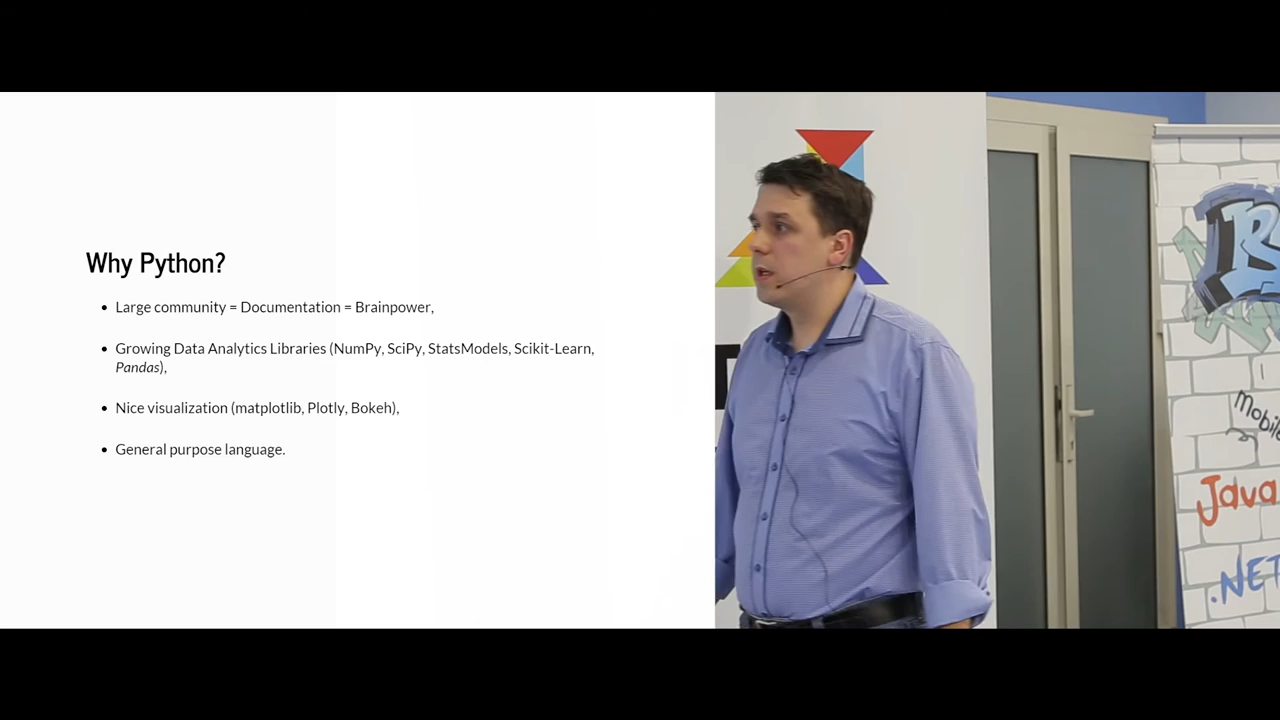 Why Python?
• Large community = Documentation = Brainpower,
• Growing Data Analytics Libraries (NumPy, SciPy, StatsModels, Scikit-Learn,
Pandas),
• Nice visualization (matplotlib, Plotly, Bokeh),
• General purpose language.
Java
.NET